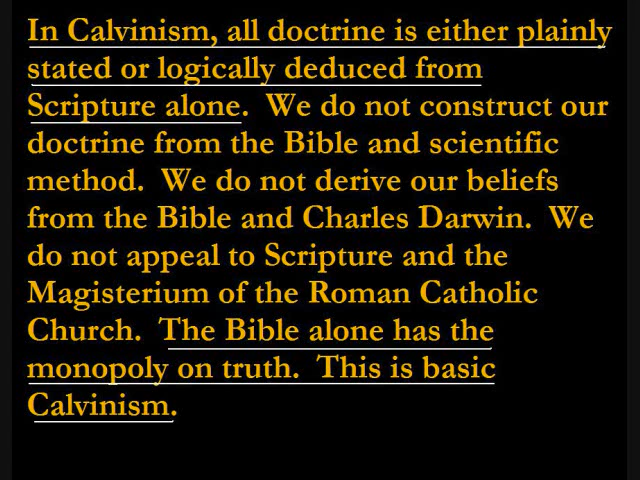 In Calvinism, all doctrine is either plainly
stated or logically deduced from
Scripture alone.  We do not construct our
doctrine from the Bible and scientific
method.  We do not derive our beliefs
from the Bible and Charles Darwin.  We
do not appeal to Scripture and the
Magisterium of the Roman Catholic
Church.  The Bible alone has the
monopoly on truth.  This is basic
Calvinism.